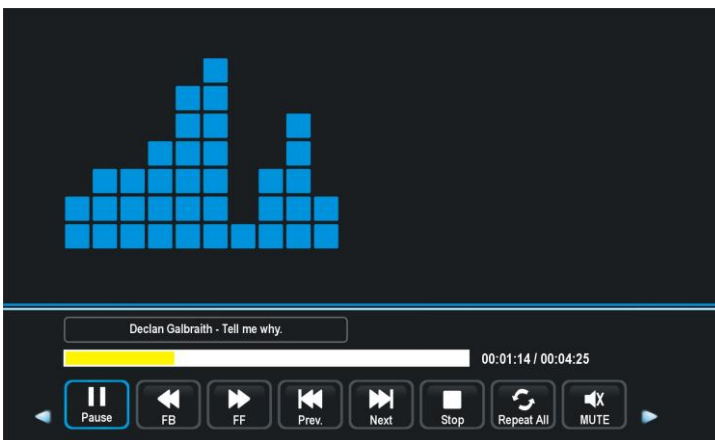 Declan Galbraith - Tell me why.
00:01:14 / 00:04:25
Pause FB FF Prev. Next Stop Repeat All MUTE